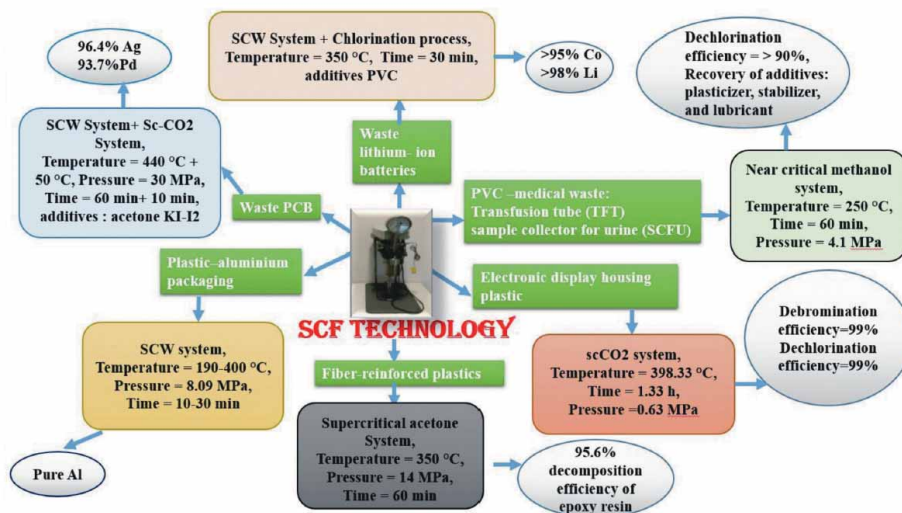 96.4% Ag
93.7%Pd
SCW System + Chlorination process,
Temperature = 350 °C, Time = 30 min,
additives PVC
>95% Co
>98% Li
Dechlorination
efficiency = > 90%,
Recovery of additives:
plasticizer, stabilizer,
and lubricant
SCW System+ Sc-CO2
System,
Temperature = 440 °C +
50 °C, Pressure = 30 MPa,
Time = 60 min+ 10 min,
additives : acetone KI-I2
Waste
lithium– ion
batteries
Waste PCB
PVC –medical waste:
Transfusion tube (TFT)
sample collector for urine (SCFU)
Near critical methanol
system,
Temperature = 250 °C,
Time = 60 min,
Pressure = 4.1 MPa
Plastic–aluminium
packaging
Electronic display housing
plastic
SCF TECHNOLOGY
SCW system,
Temperature = 190-400 °C,
Pressure = 8.09 MPa,
Time = 10-30 min
Fiber-reinforced plastics
scCO2 system,
Temperature = 398.33 °C,
Time = 1.33 h,
Pressure =0.63 MPa
Debromination
efficiency=99%
Dechlorination
efficiency=99%
Pure Al
Supercritical acetone
System,
Temperature = 350 °C,
Pressure = 14 MPa,
Time = 60 min
95.6%
decomposition
efficiency of
epoxy resin